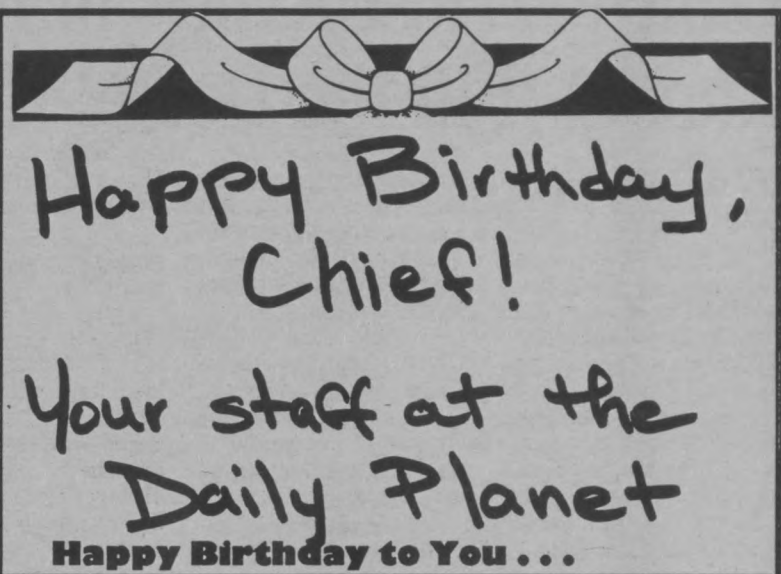 Happy Birthday,
Chief!
Your staff at the
Daily Planet
Happy Birthday to You...